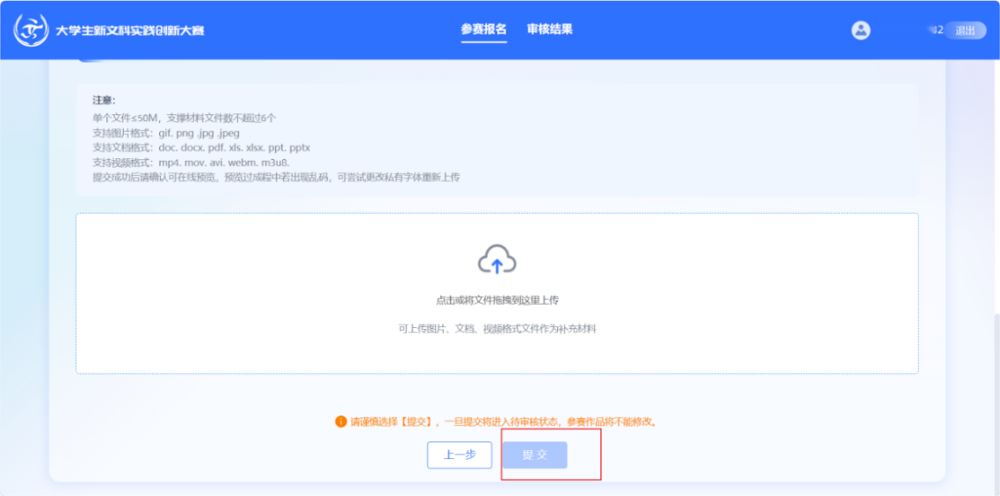 大学生新文科实践创新大赛
参赛报名 审核结果
退出
注意：
单个文件≤50M，支撑材料文件数不超过6个
支持图片格式：gif. png .jpg .jpeg
支持文档格式：doc. docx. pdf. xls. xlsx. ppt. pptx
支持视频格式：mp4. mov. avi. webm. m3u8.
提交成功后请确认可在线预览，预览过成程中若出现乱码，可尝试更改私有字体重新上传
点击或将文件拖拽到这里上传
可上传图片、文档、视频格式文件作为补充材料
请谨慎选择【提交】，一旦提交将进入待审核状态，参赛作品将不能修改。
上一步 提交